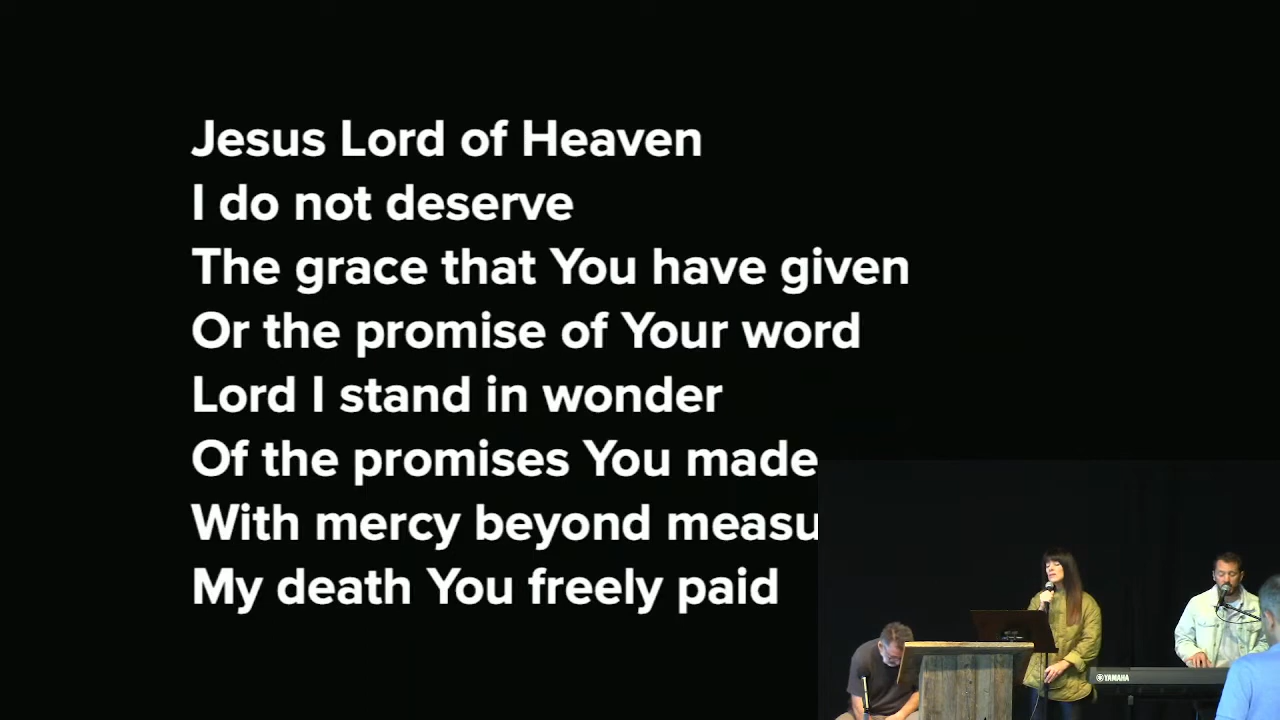 Jesus Lord of Heaven
I do not deserve
The grace that You have given
Or the promise of Your word
Lord I stand in wonder
Of the promises You made
With mercy beyond measu
My death You freely paid
YAMAHA